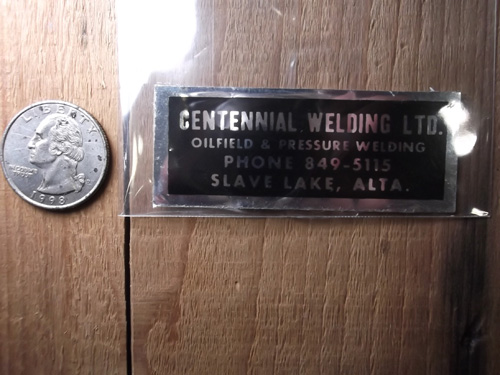 LIBERTY
1998
CENTENNIAL WELDING LTD.
OILFIELD & PRESSURE WELDING
PHONE 849-5115
SLAVE LAKE, ALTA.